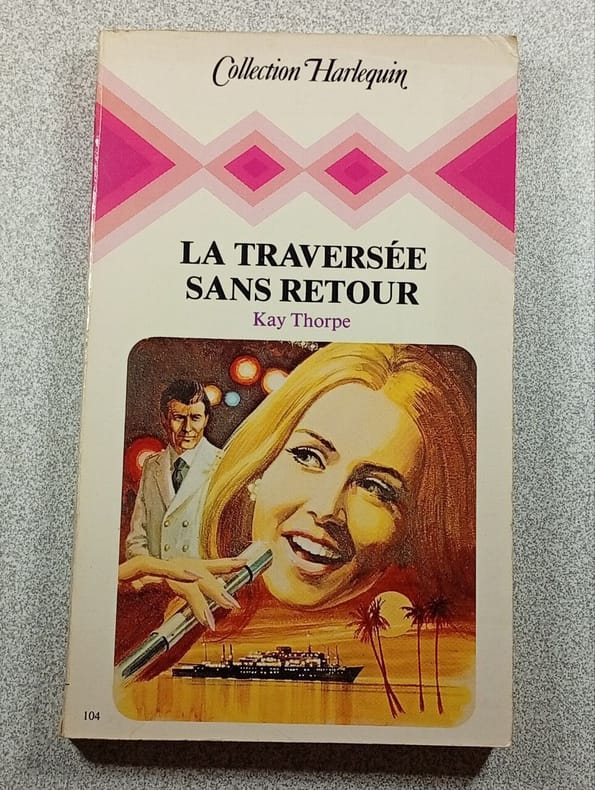 Collection Harlequin
LA TRAVERSÉE
SANS RETOUR
Kay Thorpe
104